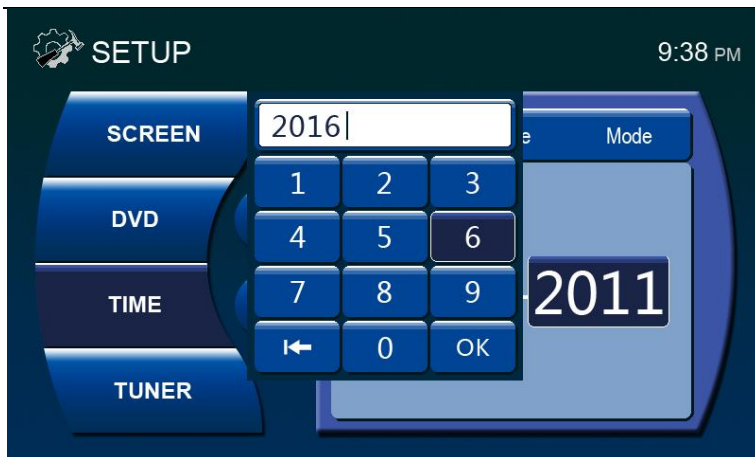 SETUP
9:38 PM
SCREEN
DVD
TIME
TUNER
2016
1 2 3
4 5 6
7 8 9
0 OK
Mode
2011